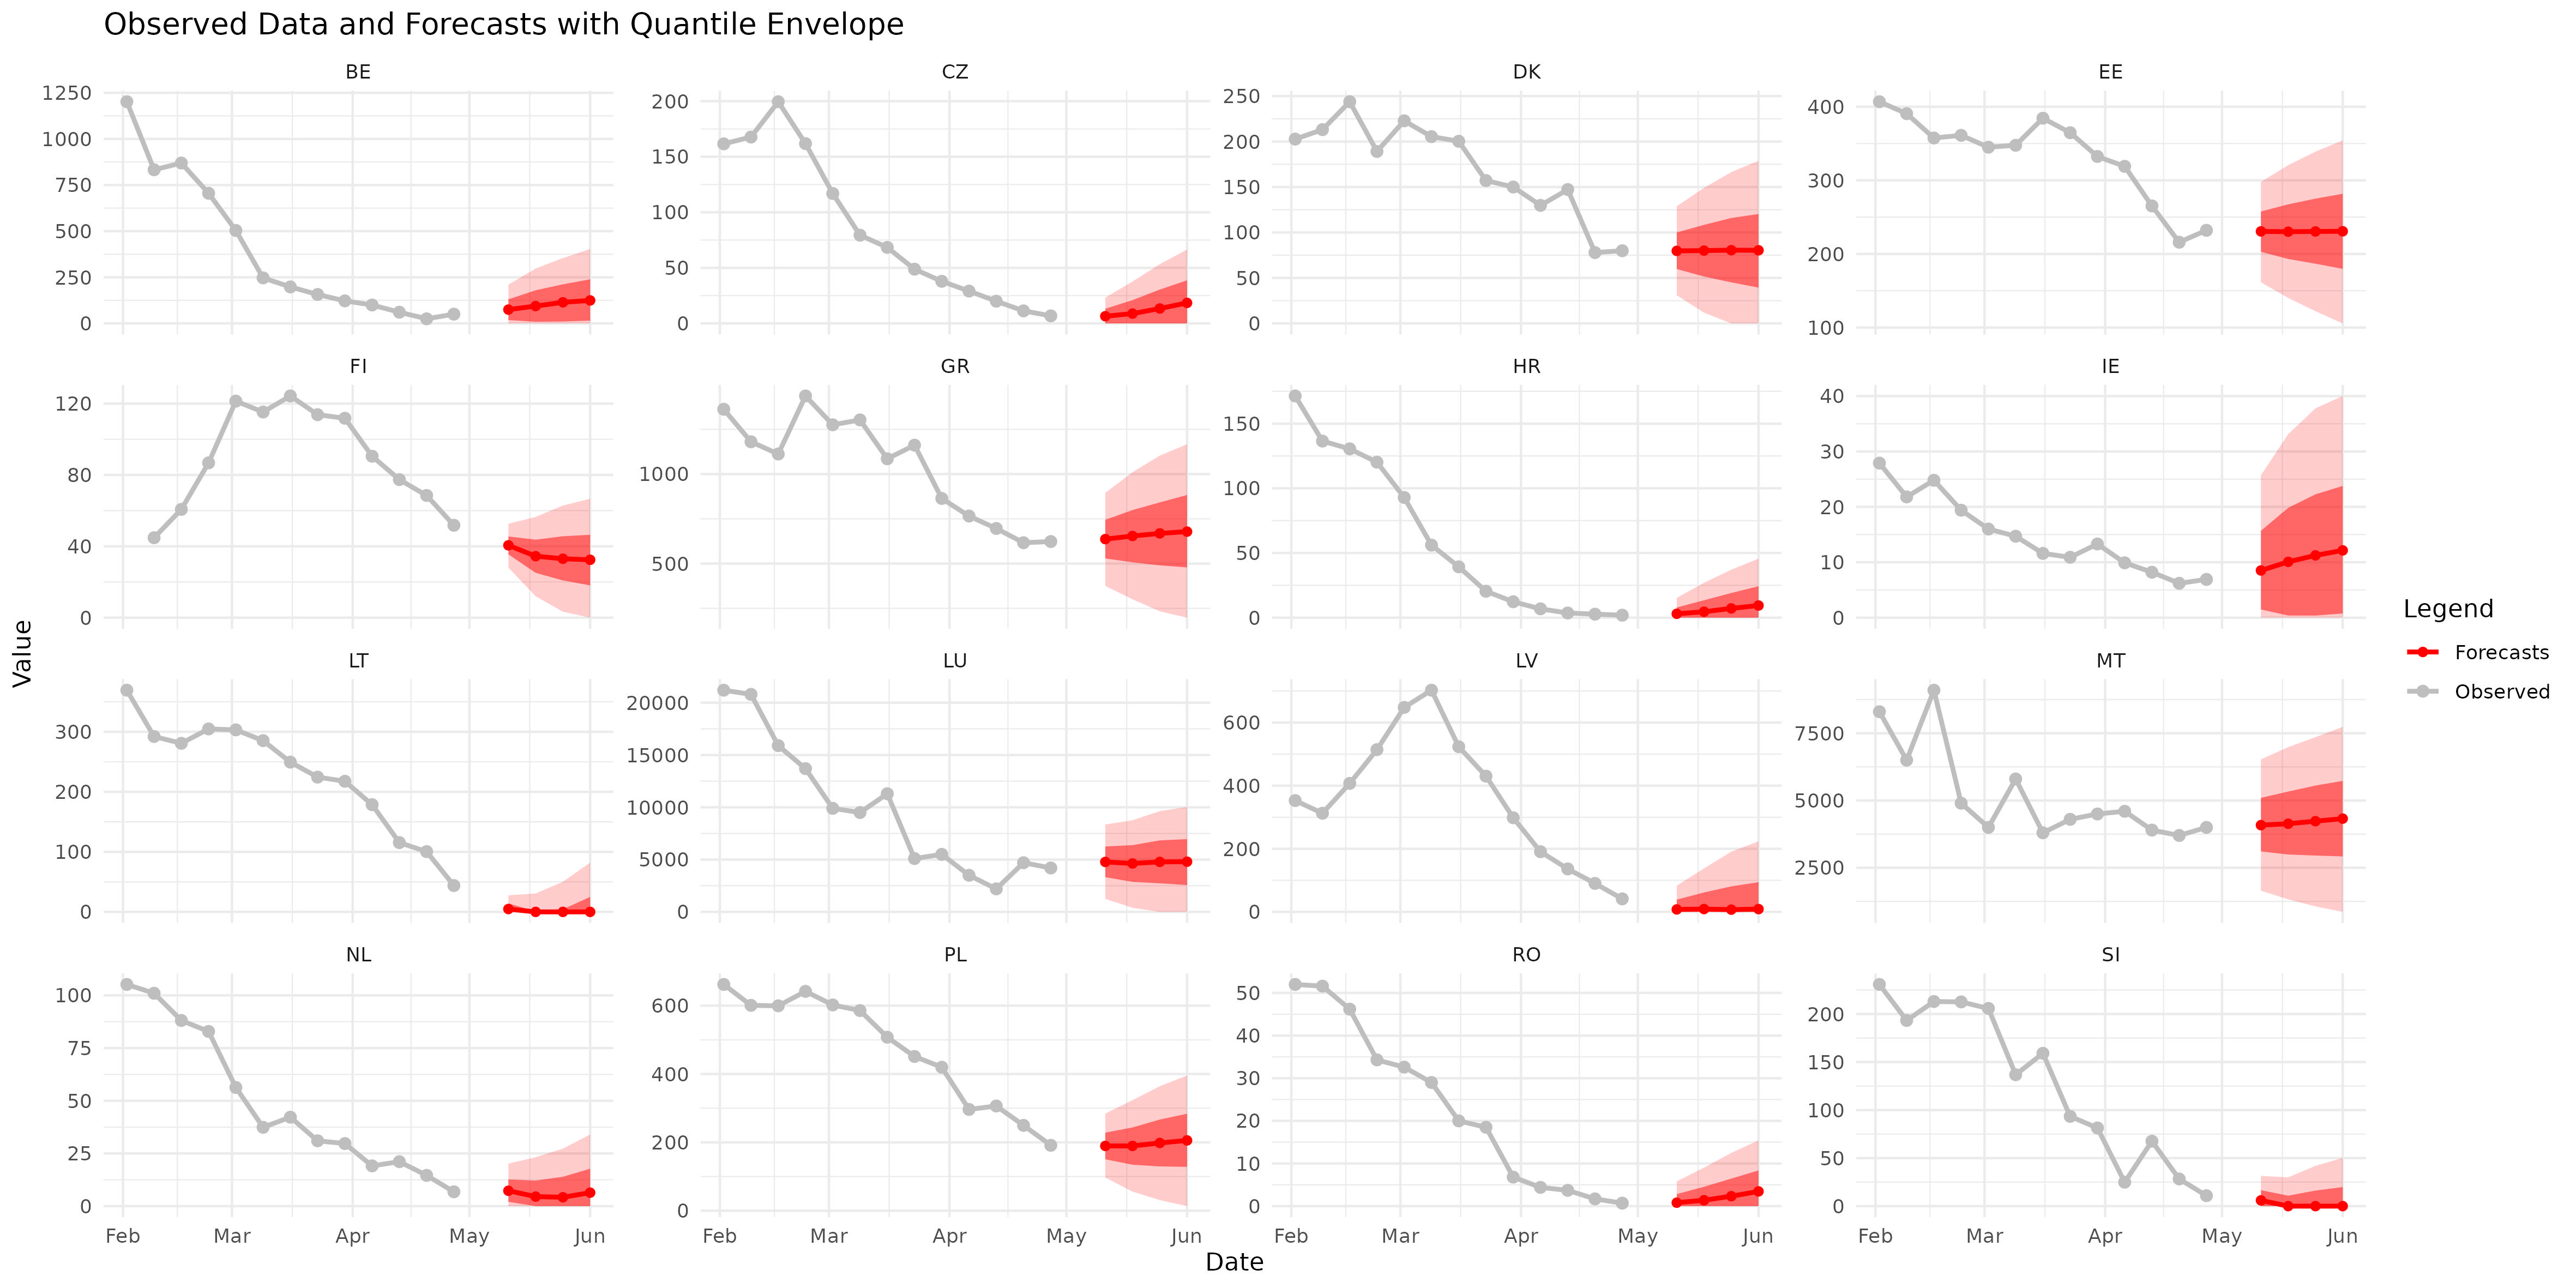 Observed Data and Forecasts with Quantile Envelope
BE
CZ
DK
EE
1250
1000
750
500
250
0
200
150
100
50
0
250
200
150
100
50
0
400
300
200
100
FI
GR
HR
IE
120
80
40
0
1000
500
150
100
50
0
40
30
20
10
0
LT
LU
LV
MT
300
200
100
0
20000
15000
10000
5000
0
600
400
200
0
7500
5000
2500
NL
PL
RO
SI
100
75
50
25
0
600
400
200
0
50
40
30
20
10
0
200
150
100
50
0
Feb Mar Apr May Jun
Feb Mar Apr May Jun
Feb Mar Apr May Jun
Feb Mar Apr May Jun
Date
Value
Legend
Forecasts
Observed